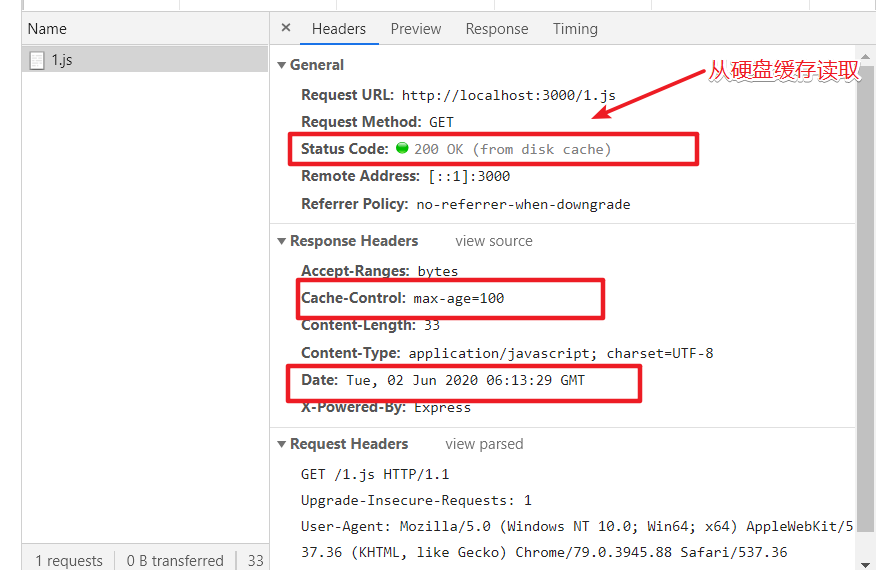 Name
1.js
1 requests 0 B transferred 33
× Headers Preview Response Timing
General
从硬盘缓存读取
Request URL: http://localhost:3000/1.js
Request Method: GET
Status Code: 200 OK (from disk cache)
Remote Address: [::1]:3000
Referrer Policy: no-referrer-when-downgrade
Response Headers view source
Accept-Ranges: bytes
Cache-Control: max-age=100
Content-Length: 33
Content-Type: application/javascript; charset=UTF-8
Date: Tue, 02 Jun 2020 06:13:29 GMT
X-Powered-By: Express
Request Headers view parsed
GET /1.js HTTP/1.1
Upgrade-Insecure-Requests: 1
User-Agent: Mozilla/5.0 (Windows NT 10.0; Win64; x64) AppleWebKit/5
37.36 (KHTML, like Gecko) Chrome/79.0.3945.88 Safari/537.36